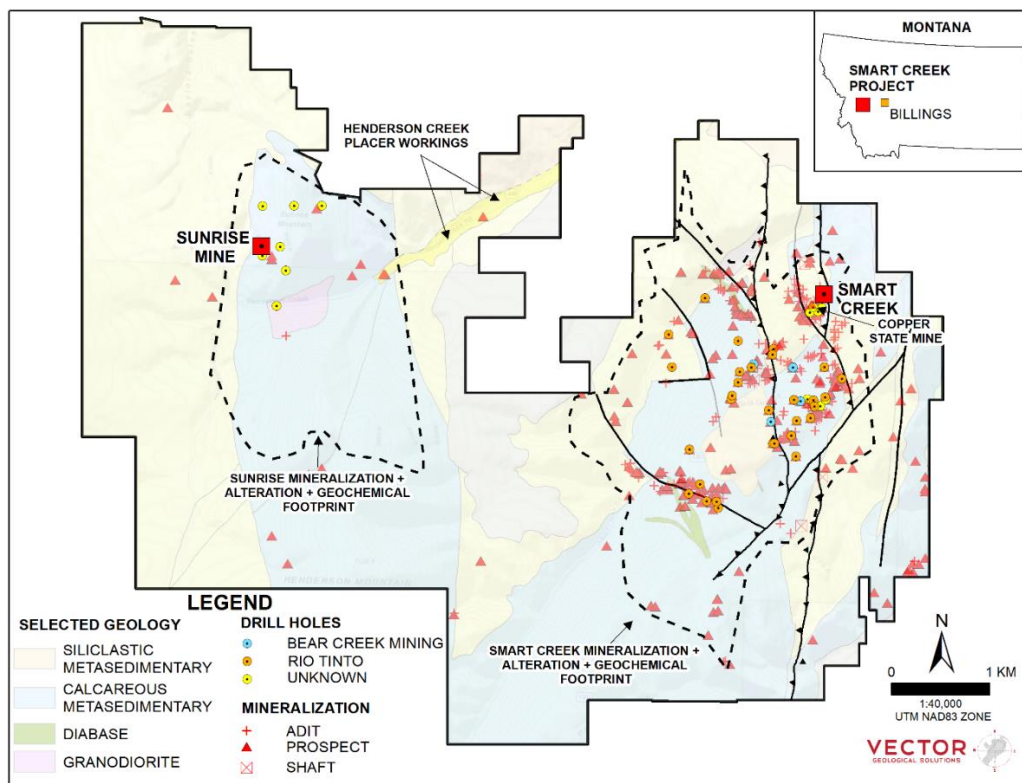 MONTANA
SMART CREEK
PROJECT
BILLINGS
HENDERSON CREEK
PLACER WORKINGS
SUNRISE
MINE
SMART
CREEK
COPPER
STATE MINE
SUNRISE MINERALIZATION +
ALTERATION + GEOCHEMICAL
FOOTPRINT
HENDERSON MOUNTAIN
SMART CREEK MINERALIZATION +
ALTERATION + GEOCHEMICAL
FOOTPRINT
LEGEND
SELECTED GEOLOGY
SILICLASTIC
METASEDIMENTARY
CALCAREOUS
METASEDIMENTARY
DIABASE
GRANODIORITE
DRILL HOLES
BEAR CREEK MINING
RIO TINTO
UNKNOWN
MINERALIZATION
ADIT
PROSPECT
SHAFT
N
0 1 KM
1:40,000
UTM NAD83 ZONE
VECTOR
GEOLOGICAL SOLUTIONS